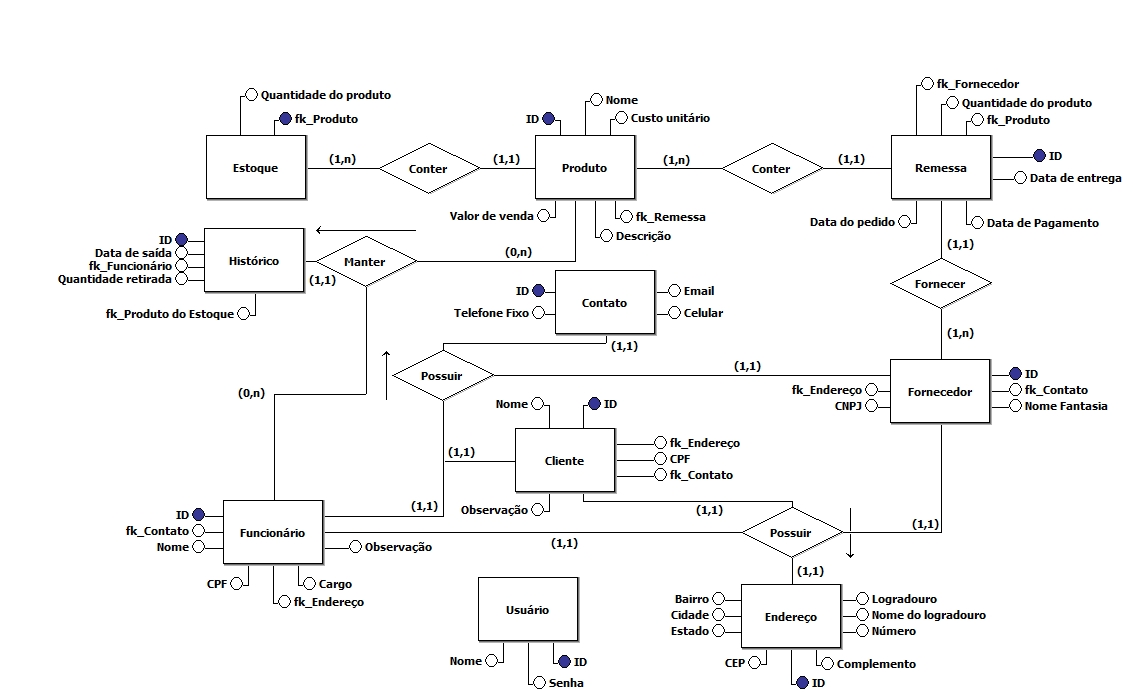 fk_Fornecedor
Quantidade do produto
Nome
Quantidade do produto
fk_Produto
ID
Custo unitário
fk_Produto
Estoque
(1,n)
Conter
(1,1)
Produto
(1,n)
Conter
(1,1)
Remessa
ID
Data de entrega
Valor de venda
fk_Remessa
Descrição
Data do pedido
Data de Pagamento
ID
Data de saída
fk_Funcionário
Quantidade retirada
Histórico
(1,1)
Manter
(0,n)
(1,1)
fk_Produto do Estoque
ID
Telefone Fixo
Contato
Email
Celular
Fornecer
(1,1)
(1,n)
Possuir
(1,1)
fk_Endereço
CNPJ
Fornecedor
ID
fk_Contato
Nome Fantasia
(0,n)
Nome
ID
(1,1)
Cliente
fk_Endereço
CPF
fk_Contato
Observação
(1,1)
(1,1)
ID
fk_Contato
Nome
Funcionário
Observação
(1,1)
Possuir
(1,1)
CPF
Cargo
fk_Endereço
(1,1)
Usuário
Nome
ID
Senha
Bairro
Cidade
Estado
Endereço
Logradouro
Nome do logradouro
Número
CEP
Complemento
ID